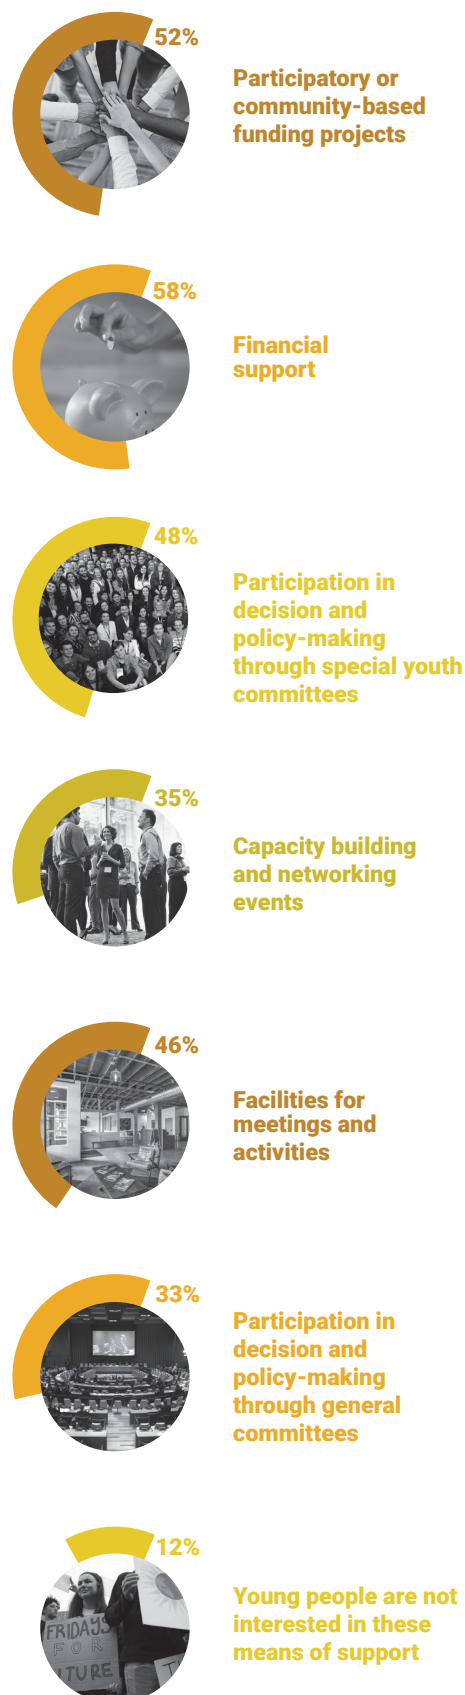 52%
Participatory or
community-based
funding projects
58%
Financial
support
48%
Participation in
decision and
policy-making
through special youth
committees
35%
Capacity building
and networking
events
46%
Facilities for
meetings and
activities
33%
Participation in
decision and
policy-making
through general
committees
12%
Young people are not
interested in these
means of support
FRIDAYS
FOR